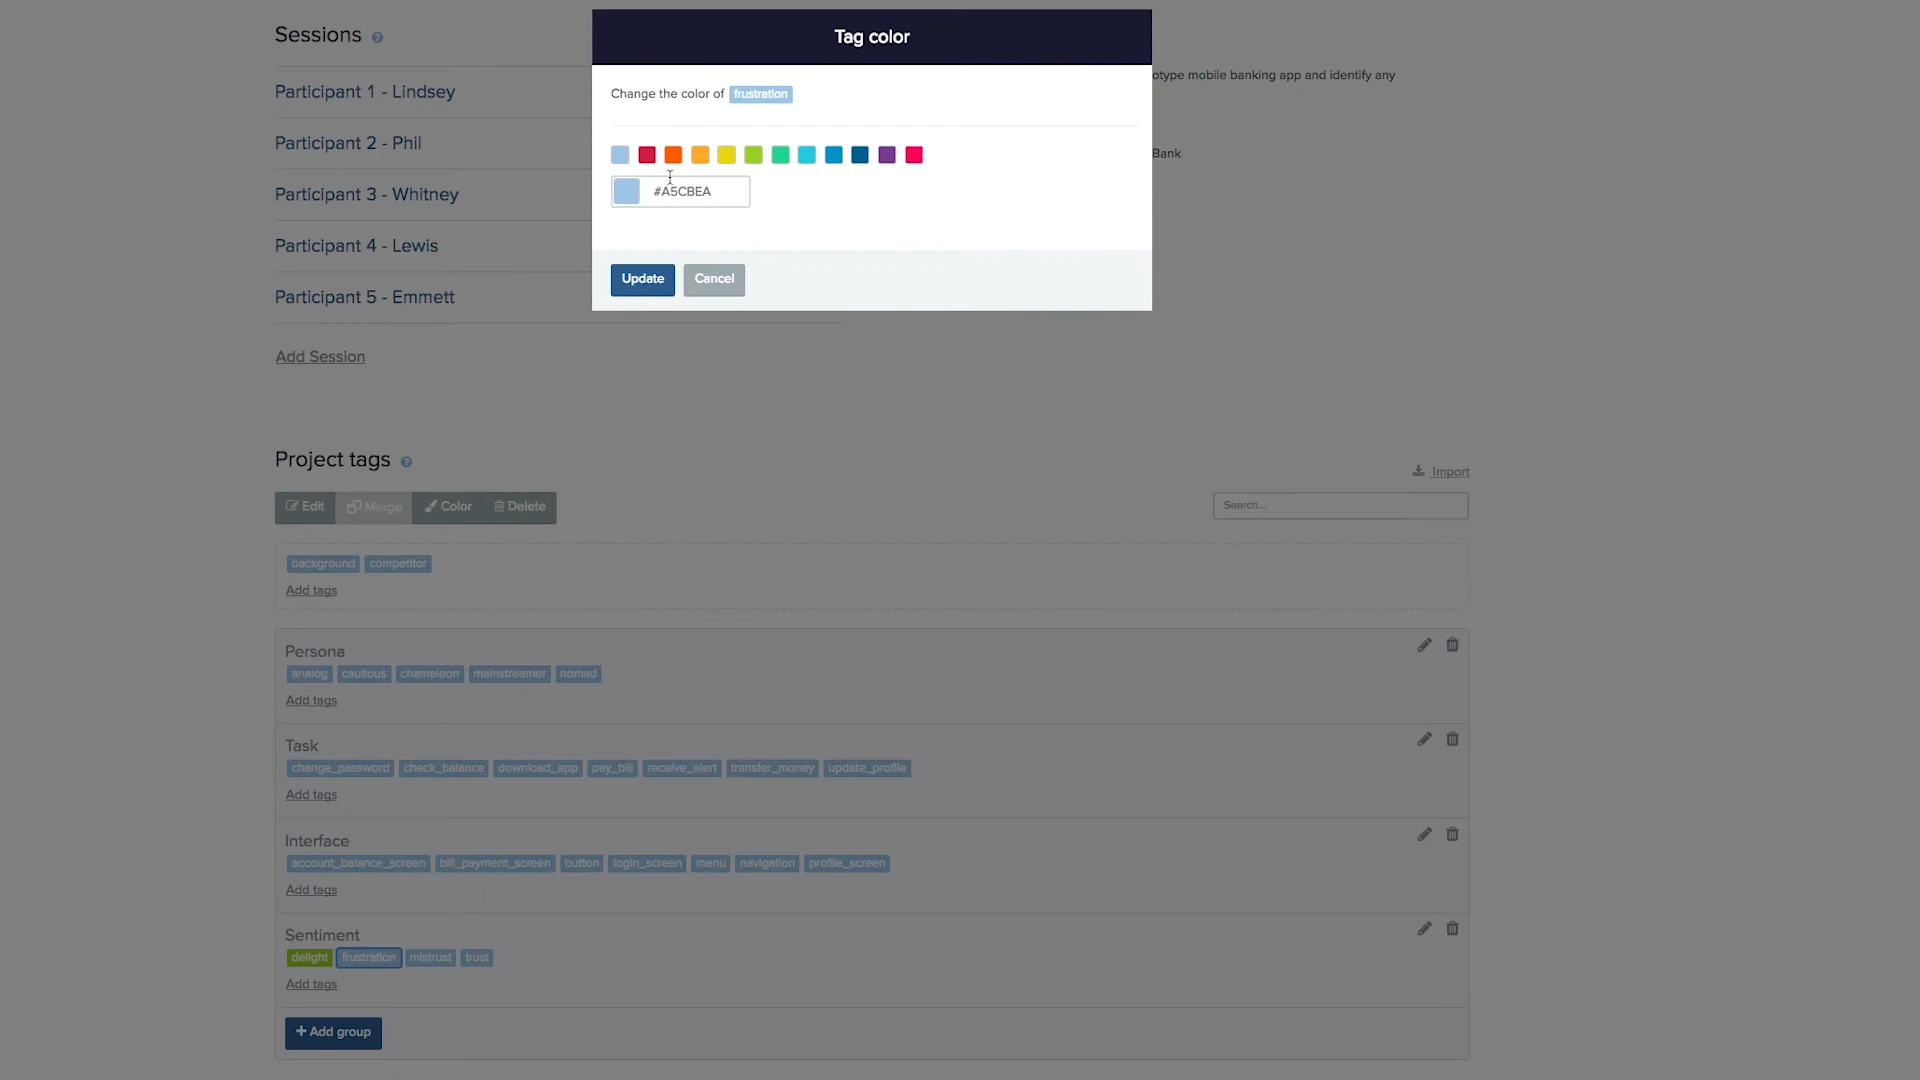 Sessions
Tag color
otype mobile banking app and identify any
Participant 1 - Lindsey
Change the color of frustration
Participant 2 - Phil
Bank
Participant 3 - Whitney
#A5CBEA
Participant 4 - Lewis
Update Cancel
Participant 5 - Emmett
Add Session
Project tags
Import
Edit Merge Color Delete
Search...
background competitor
Add tags
Persona
analog cautious chameleon mainstreamer nomad
Add tags
Task
change_password check_balance download_app pay_bill receive_alert transfer_money update_profile
Add tags
Interface
account_balance_screen bill_payment_screen button login_screen menu navigation profile_screen
Add tags
Sentiment
delight frustration mistrust trust
Add tags
+ Add group